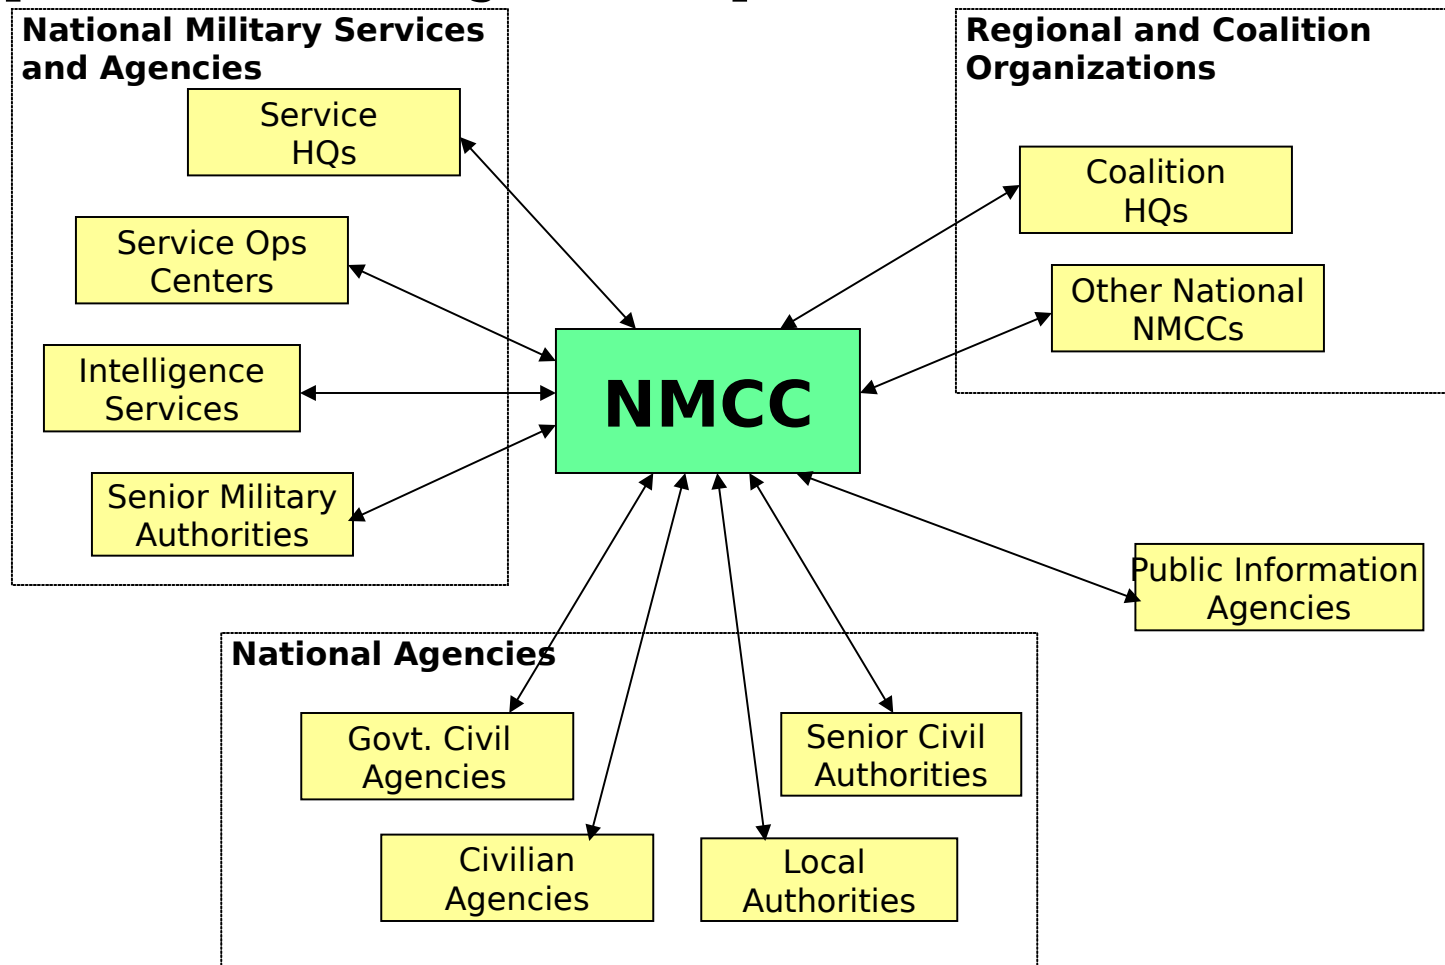 National Military Services
and Agencies
Service
HQs
Service Ops
Centers
Intelligence
Services
Senior Military
Authorities
Regional and Coalition
Organizations
Coalition
HQs
Other National
NMCCs
NMCC
Public Information
Agencies
National Agencies
Govt. Civil
Agencies
Senior Civil
Authorities
Civilian
Agencies
Local
Authorities